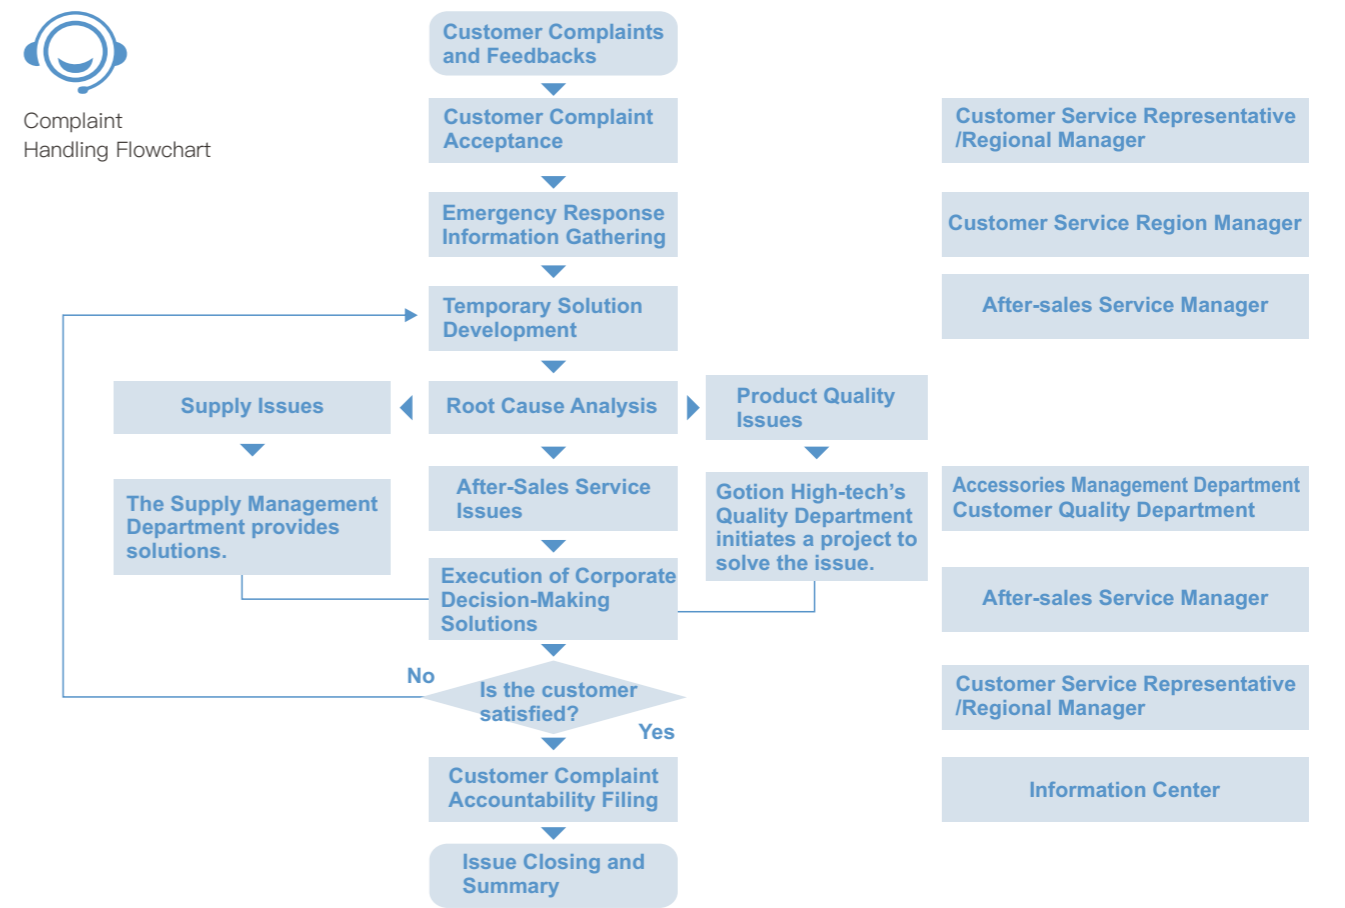 Complaint
Handling Flowchart
Customer Complaints
and Feedbacks
Customer Complaint
Acceptance
Customer Service Representative
/Regional Manager
Emergency Response
Information Gathering
Customer Service Region Manager
Temporary Solution
Development
After-sales Service Manager
Supply Issues
Root Cause Analysis
Product Quality
Issues
The Supply Management
Department provides
solutions.
After-Sales Service
Issues
Gotion High-tech’s
Quality Department
initiates a project to
solve the issue.
Accessories Management Department
Customer Quality Department
Execution of Corporate
Decision-Making
Solutions
After-sales Service Manager
No
Is the customer
satisfied?
Yes
Customer Service Representative
/Regional Manager
Customer Complaint
Accountability Filing
Information Center
Issue Closing and
Summary